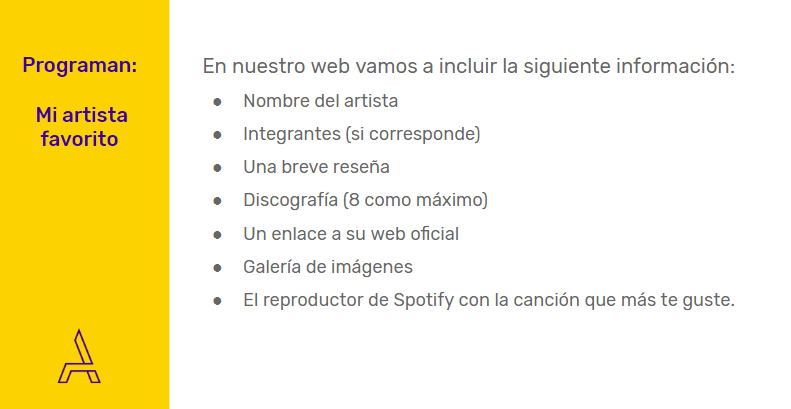 Programan:
Mi artista
favorito
En nuestro web vamos a incluir la siguiente información:
● Nombre del artista
● Integrantes (si corresponde)
● Una breve reseña
● Discografía (8 como máximo)
● Un enlace a su web oficial
● Galería de imágenes
● El reproductor de Spotify con la canción que más te guste.